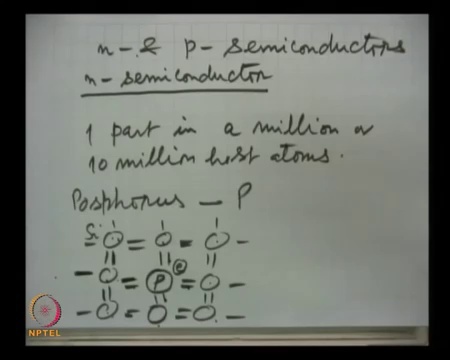 n- & p- semiconductors
n- semiconductor
1 part in a million or
10 million host atoms.
Posphorus - P
Si
P e
NPTEL